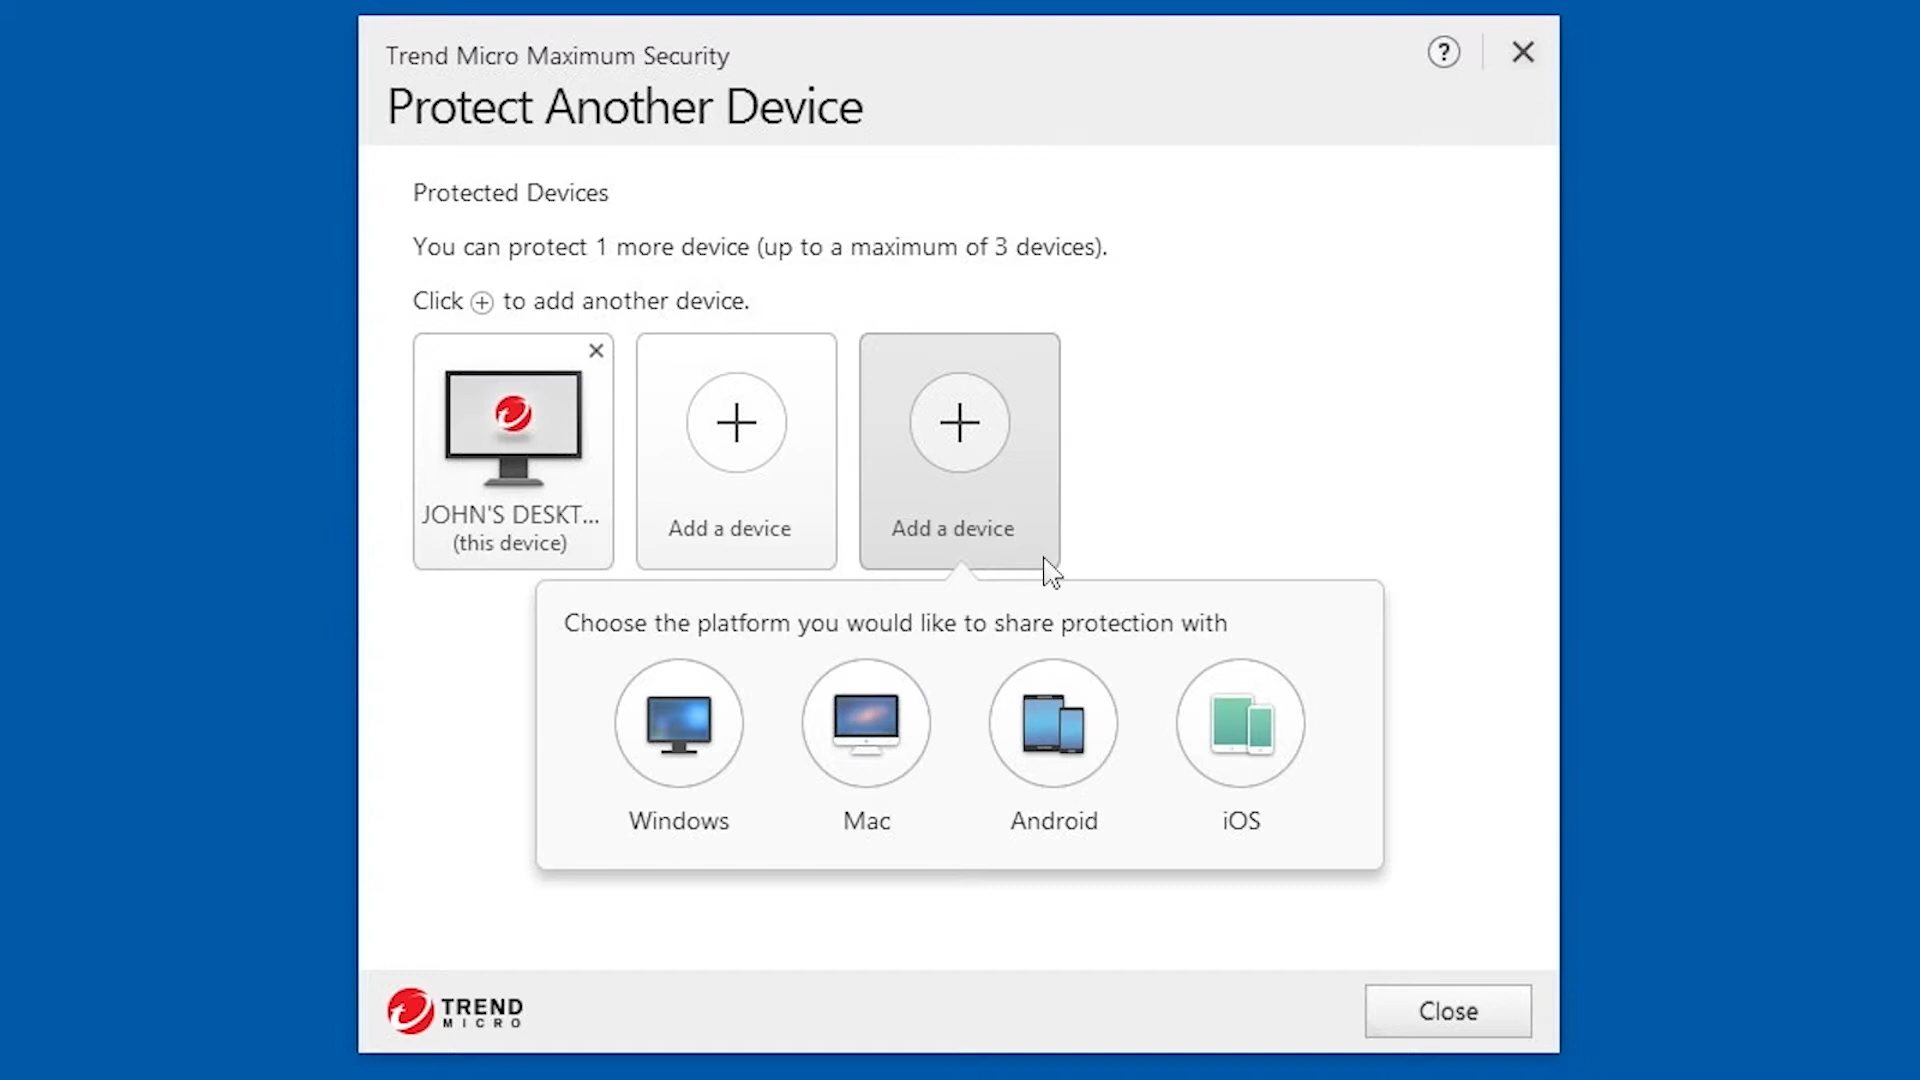 Trend Micro Maximum Security
?
Protect Another Device
Protected Devices
You can protect 1 more device (up to a maximum of 3 devices).
Click + to add another device.
JOHN'S DESKT...
(this device)
Add a device
Add a device
Choose the platform you would like to share protection with
Windows
Mac
Android
iOS
TREND
MICRO
Close